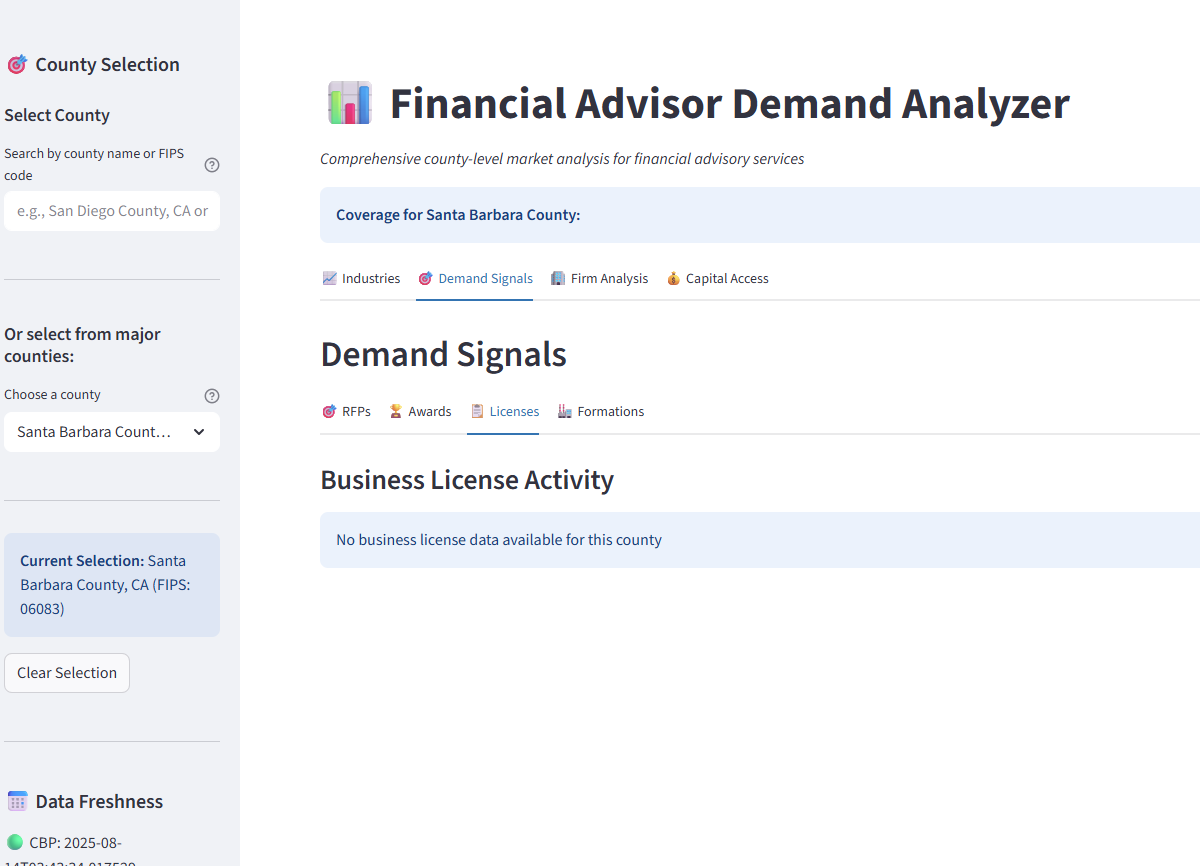 County Selection
Select County
Search by county name or FIPS
code
e.g., San Diego County, CA or
Or select from major
counties:
Choose a county
Santa Barbara Count...
Current Selection: Santa
Barbara County, CA (FIPS:
06083)
Clear Selection
Data Freshness
CBP: 2025-08-
Financial Advisor Demand Analyzer
Comprehensive county-level market analysis for financial advisory services
Coverage for Santa Barbara County:
Industries Demand Signals Firm Analysis Capital Access
Demand Signals
RFPs Awards Licenses Formations
Business License Activity
No business license data available for this county